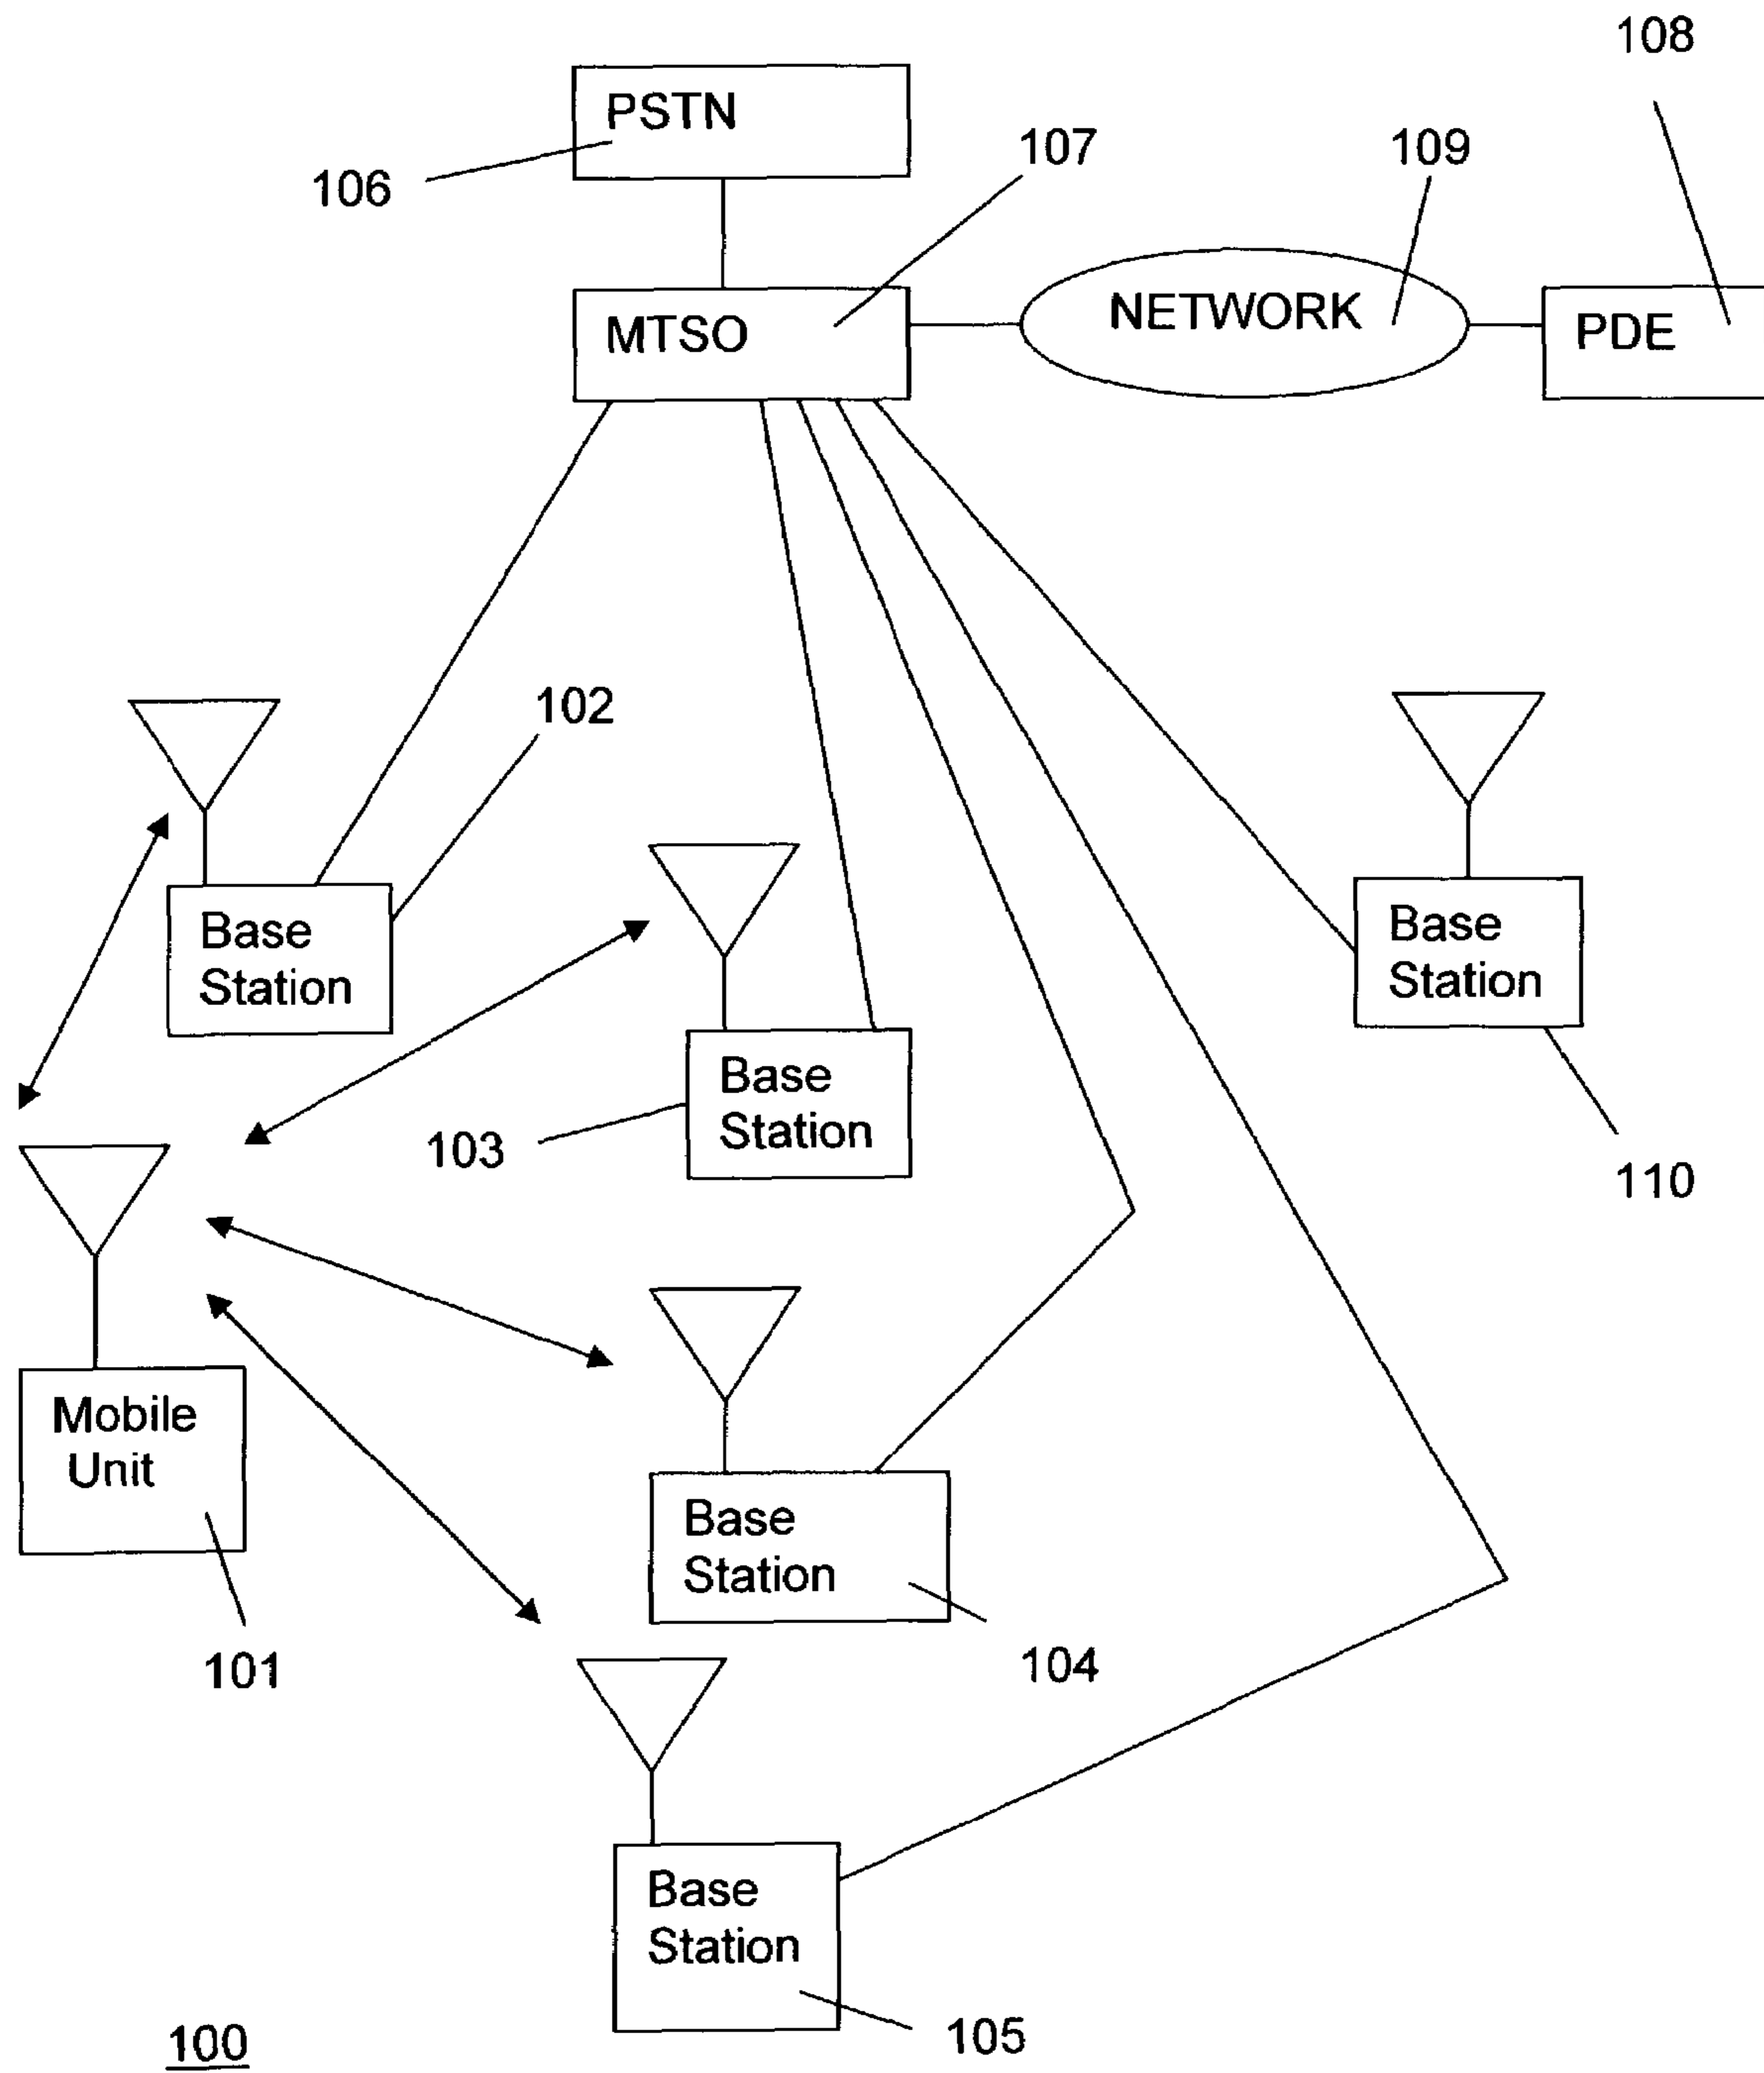 108
PSTN
107
109
106
NETWORK
MTSO
PDE
102
Base
Station
Base
Station
Base
Station
103
110
Mobile
Unit
Base
Station
101
104
Base
Station
105
100